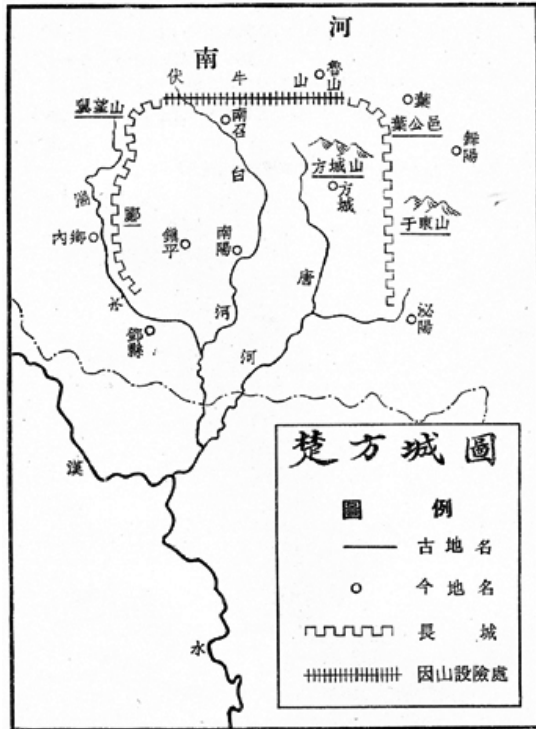 河南
伏牛山
魯山
翼望山
南召
葉
葉公邑
舞陽
方城山
方城
于東山
酈
內鄉
鎮平
南陽
台河
唐河
泌陽
鄧縣
水
漢水
楚方城圖
圖例
古地名
今地名
長城
因山設險處